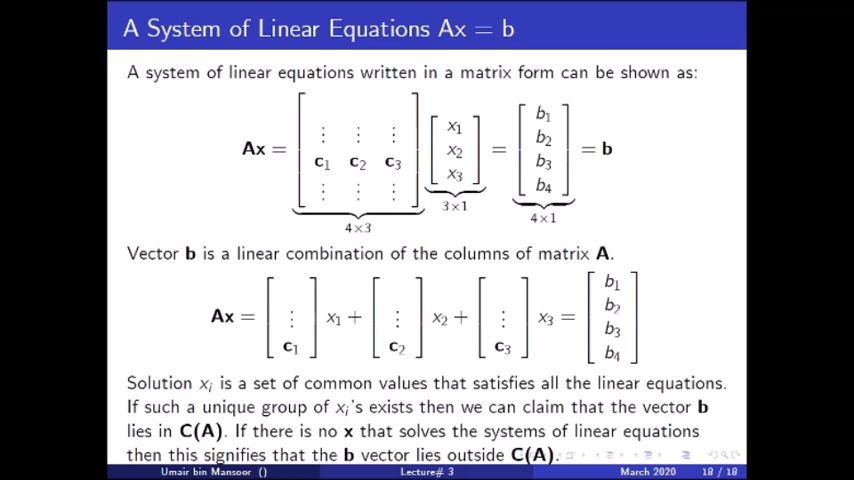 A System of Linear Equations Ax = b
A system of linear equations written in a matrix form can be shown as:
Ax = [ ⋮ ⋮ ⋮ c₁ c₂ c₃ ⋮ ⋮ ⋮ ] [ x₁ x₂ x₃ ] = [ b₁ b₂ b₃ b₄ ] = b
4×3 3×1 4×1
Vector b is a linear combination of the columns of matrix A.
Ax = [ ⋮ c₁ ] x₁ + [ ⋮ c₂ ] x₂ + [ ⋮ c₃ ] x₃ = [ b₁ b₂ b₃ b₄ ]
Solution xᵢ is a set of common values that satisfies all the linear equations.
If such a unique group of xᵢ's exists then we can claim that the vector b
lies in C(A). If there is no x that solves the systems of linear equations
then this signifies that the b vector lies outside C(A).
Umair bin Mansoor () Lecture# 3 March 2020 18 / 18